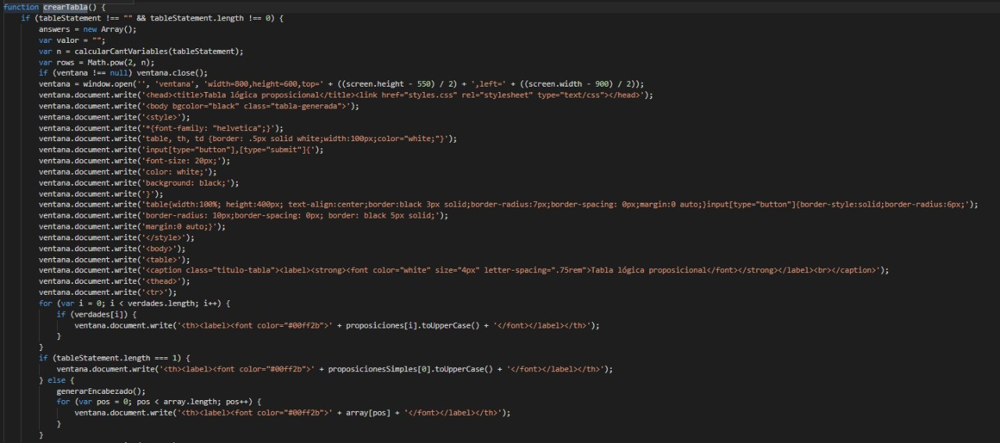 function crearTabla() {
    if (tableStatement !== "" && tableStatement.length !== 0) {
        answers = new Array();
        var valor = "";
        var n = calcularCantVariables(tableStatement);
        var rows = Math.pow(2, n);
        if (ventana !== null) ventana.close();
        ventana = window.open('', 'ventana', 'width=800,height=600,top=' + ((screen.height - 550) / 2) + ',left=' + ((screen.width - 900) / 2));
        ventana.document.write('<head><title>Tabla lógica proposicional</title><link href="styles.css" rel="stylesheet" type="text/css"></head>');
        ventana.document.write('<body bgcolor="black" class="tabla-generada">');
        ventana.document.write('<style>');
        ventana.document.write('*{font-family: "helvetica";}');
        ventana.document.write('table, th, td {border: .5px solid white;width:100px;color="white;"}');
        ventana.document.write('input[type="button"],[type="submit"]{');
        ventana.document.write('font-size: 20px;');
        ventana.document.write('color: white;');
        ventana.document.write('background: black;');
        ventana.document.write('}');
        ventana.document.write('table{width:100%; height:400px; text-align:center;border:black 3px solid;border-radius:7px;border-spacing: 0px;margin:0 auto;}input[type="button"]{border-style:solid;border-radius:6px;');
        ventana.document.write('border-radius: 10px;border-spacing: 0px; border: black 5px solid;');
        ventana.document.write('margin:0 auto;}');
        ventana.document.write('</style>');
        ventana.document.write('<body>');
        ventana.document.write('<table>');
        ventana.document.write('<caption class="titulo-tabla"><label><strong><font color="white" size="4px" letter-spacing=".75rem">Tabla lógica proposicional</font></strong></label><br></caption>');
        ventana.document.write('<thead>');
        ventana.document.write('<tr>');
        for (var i = 0; i < verdades.length; i++) {
            if (verdades[i]) {
                ventana.document.write('<th><label><font color="#00ff2b">' + proposiciones[i].toUpperCase() + '</font></label></th>');
            }
        }
        if (tableStatement.length === 1) {
            ventana.document.write('<th><label><font color="#00ff2b">' + proposicionesSimples[0].toUpperCase() + '</font></label></th>');
        } else {
            generarEncabezado();
            for (var pos = 0; pos < array.length; pos++) {
                ventana.document.write('<th><label><font color="#00ff2b">' + array[pos] + '</font></label></th>');
            }
        }